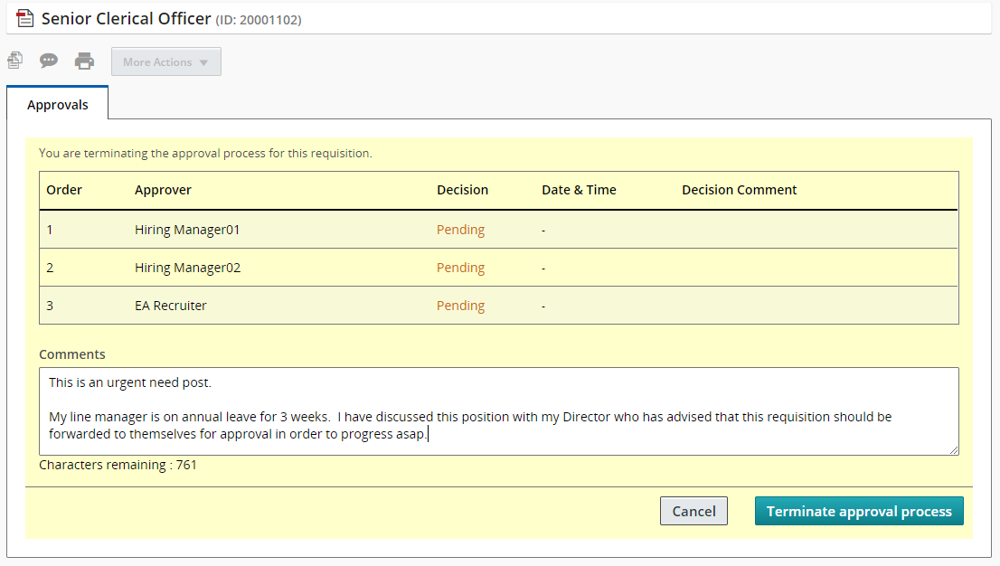 Senior Clerical Officer (ID: 20001102)
More Actions
Approvals
You are terminating the approval process for this requisition.
Order Approver Decision Date & Time Decision Comment
1 Hiring Manager01 Pending -
2 Hiring Manager02 Pending -
3 EA Recruiter Pending -
Comments
This is an urgent need post.
My line manager is on annual leave for 3 weeks.  I have discussed this position with my Director who has advised that this requisition should be
forwarded to themselves for approval in order to progress asap.
Characters remaining : 761
Cancel Terminate approval process